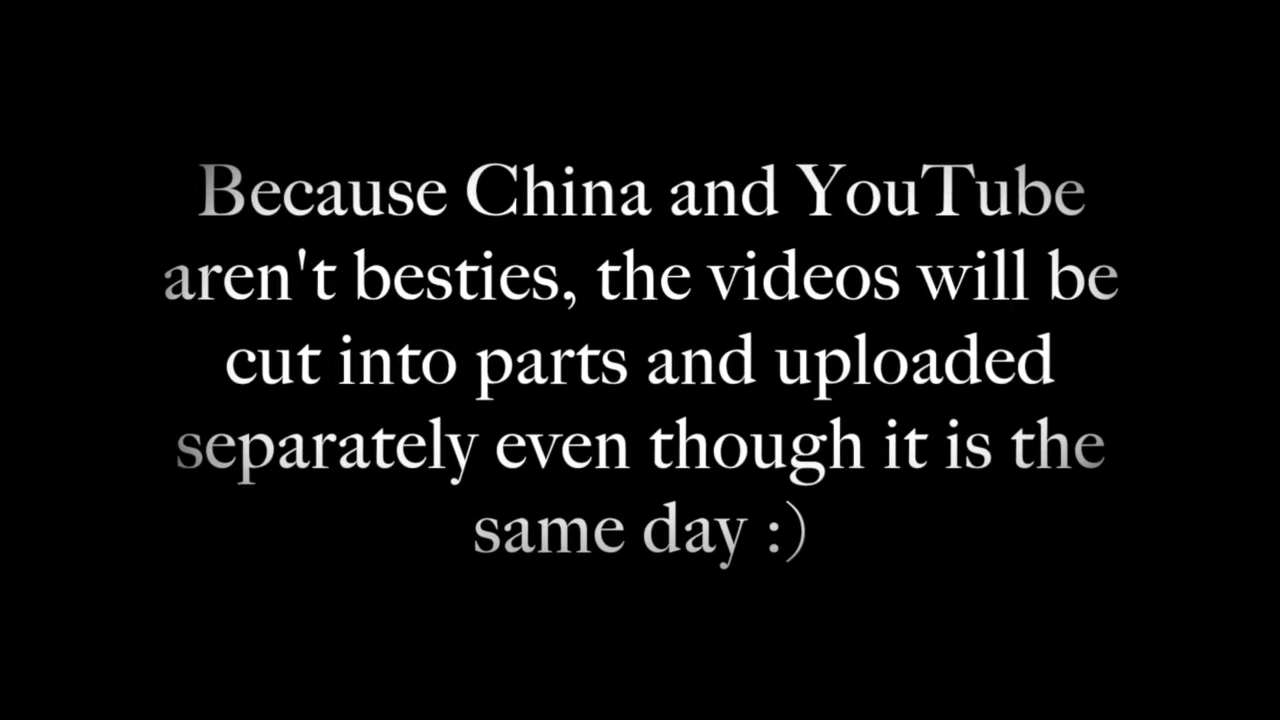 Because China and YouTube
aren't besties, the videos will be
cut into parts and uploaded
separately even though it is the
same day :)